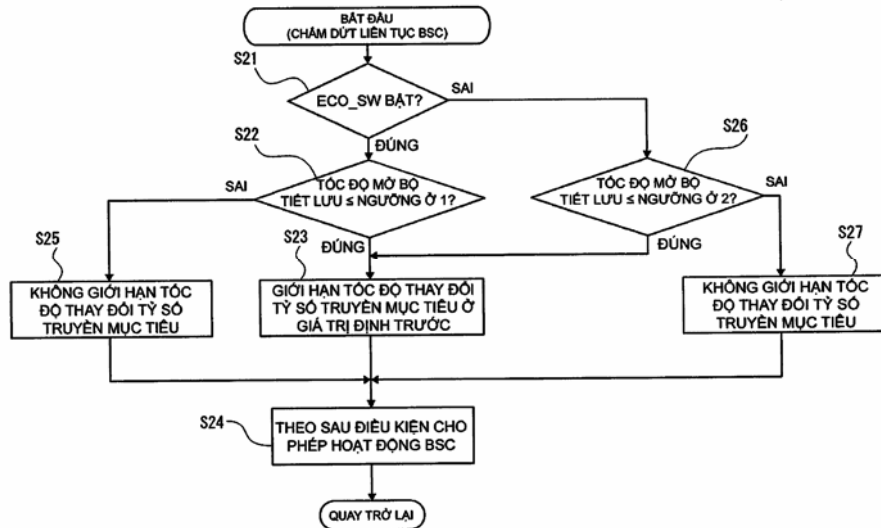 BẮT ĐẦU
(CHẤM DỨT LIÊN TỤC BSC)
S21
ECO_SW BẬT?
SAI
ĐÚNG
S22
TỐC ĐỘ MỞ BỘ
TIẾT LƯU ≤ NGƯỠNG Ở 1?
SAI
ĐÚNG
S26
TỐC ĐỘ MỞ BỘ
TIẾT LƯU ≤ NGƯỠNG Ở 2?
SAI
ĐÚNG
S25
KHÔNG GIỚI HẠN TỐC
ĐỘ THAY ĐỔI TỶ SỐ
TRUYỀN MỤC TIÊU
S23
GIỚI HẠN TỐC ĐỘ THAY ĐỔI
TỶ SỐ TRUYỀN MỤC TIÊU Ở
GIÁ TRỊ ĐỊNH TRƯỚC
S27
KHÔNG GIỚI HẠN TỐC
ĐỘ THAY ĐỔI TỶ SỐ
TRUYỀN MỤC TIÊU
S24
THEO SAU ĐIỀU KIỆN CHO
PHÉP HOẠT ĐỘNG BSC
QUAY TRỞ LẠI